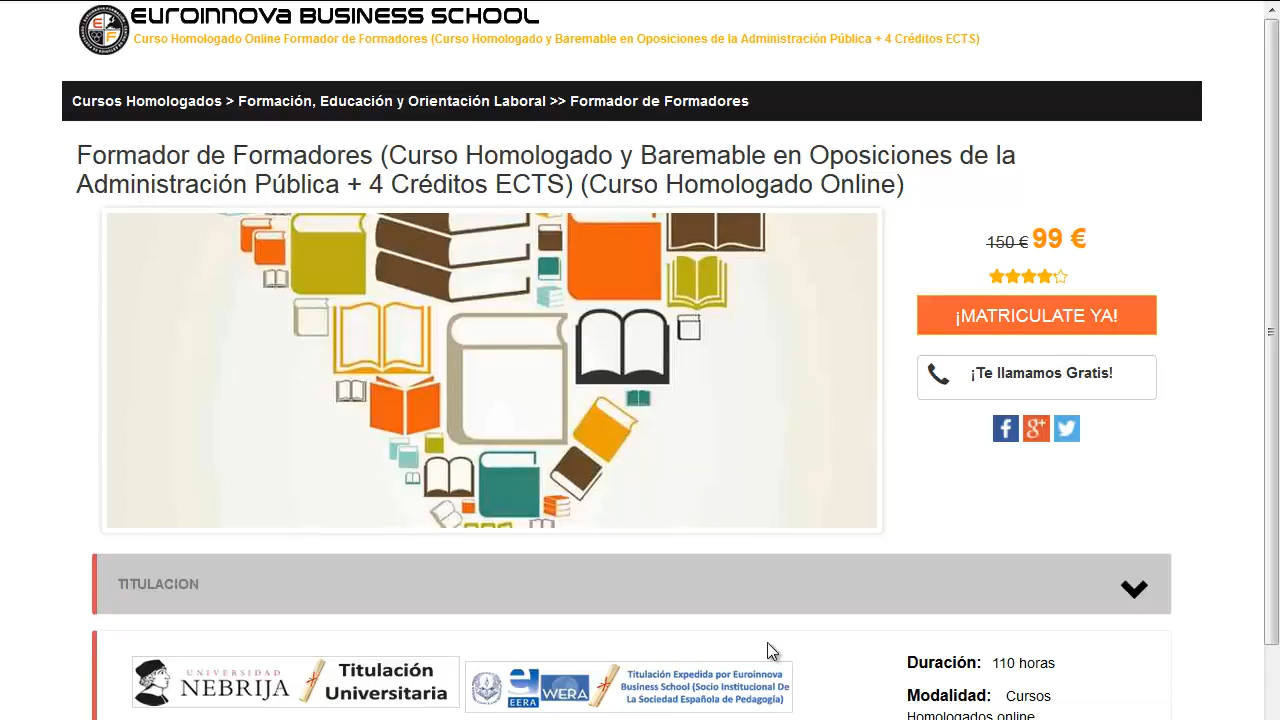 EUROINNOVA BUSINESS SCHOOL
Curso Homologado Online Formador de Formadores (Curso Homologado y Baremable en Oposiciones de la Administración Pública + 4 Créditos ECTS)
Cursos Homologados > Formación, Educación y Orientación Laboral >> Formador de Formadores
Formador de Formadores (Curso Homologado y Baremable en Oposiciones de la
Administración Pública + 4 Créditos ECTS) (Curso Homologado Online)
150 € 99 €
¡MATRICULATE YA!
¡Te llamamos Gratis!
TITULACION
UNIVERSIDAD
NEBRIJA
Titulación
Universitaria
EERA
WERA
Titulación Expedida por Euroinnova
Business School (Socio Institucional De
La Sociedad Española de Pedagogía)
Duración: 110 horas
Modalidad: Cursos
Homologados online